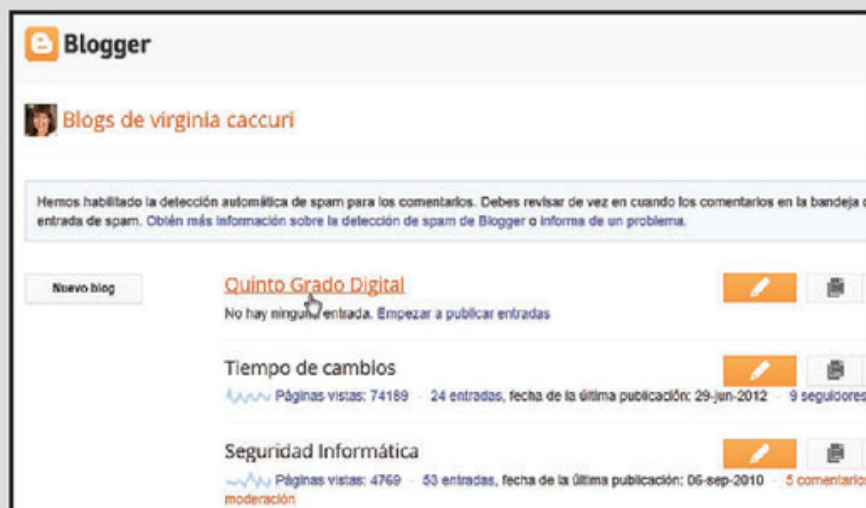 Blogger
Blogs de virginia caccuri
Hemos habilitado la detección automática de spam para los comentarios. Debes revisar de vez en cuando los comentarios en la bandeja
entrada de spam. Obtén más información sobre la detección de spam de Blogger o informa de un problema.
Nuevo blog
Quinto Grado Digital
No hay ninguna entrada. Empezar a publicar entradas
Tiempo de cambios
Páginas vistas: 74189 - 24 entradas, fecha de la última publicación: 29-jun-2012 - 9 seguidores
Seguridad Informática
Páginas vistas: 4769 - 53 entradas, fecha de la última publicación: 06-sep-2010 - 5 comentarios
moderación